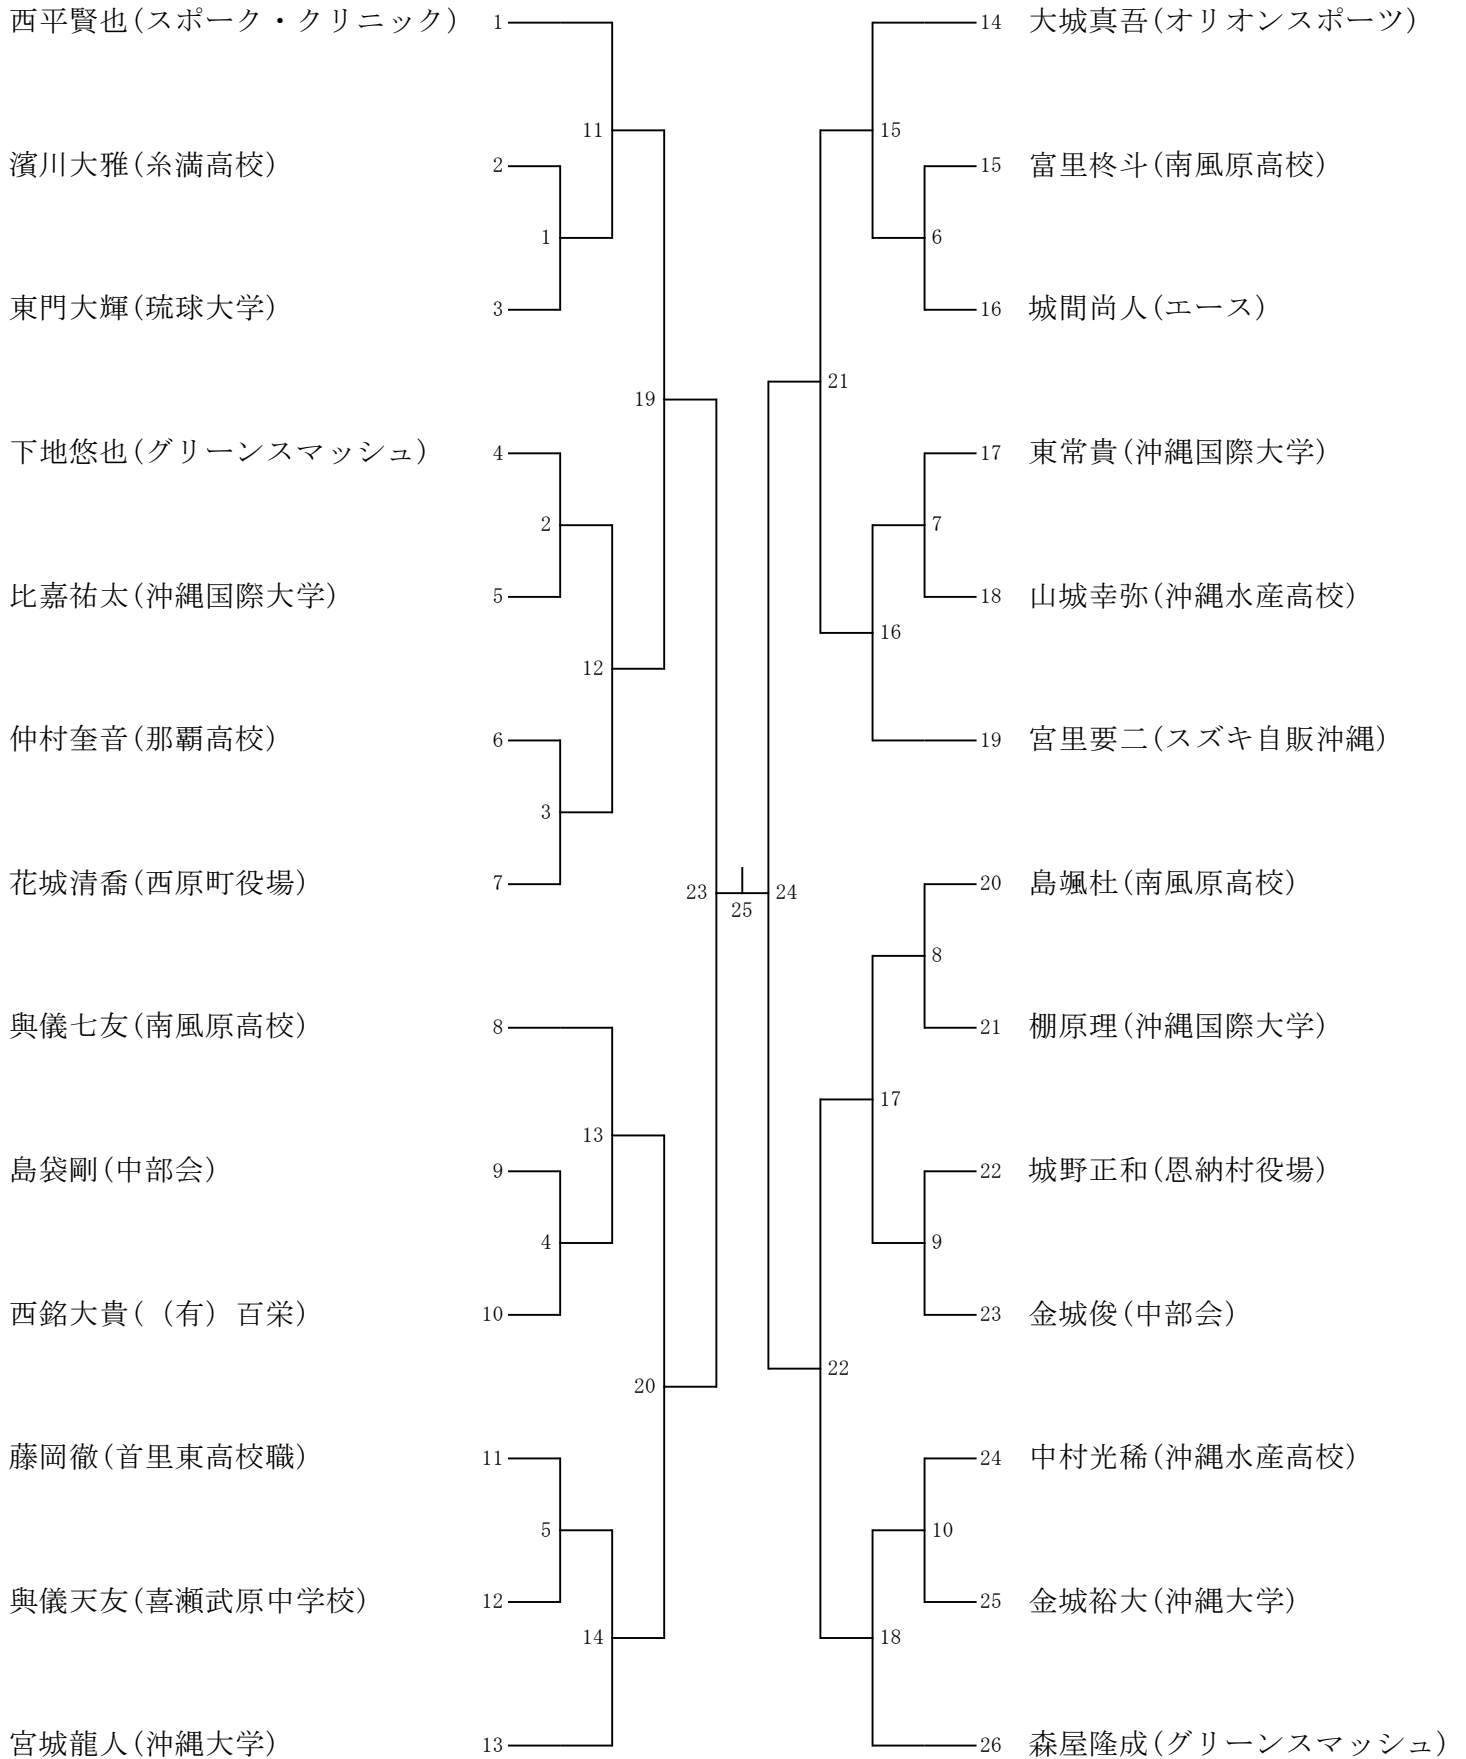 西平賢也(スポーク・クリニック) 1
11
濱川大雅(糸満高校) 2
1
東門大輝(琉球大学) 3
19
下地悠也(グリーンスマッシュ) 4
2
比嘉祐太(沖縄国際大学) 5
12
仲村奎音(那覇高校) 6
3
花城清喬(西原町役場) 7
23
25
24
與儀七友(南風原高校) 8
13
島袋剛(中部会) 9
4
西銘大貴(（有）百栄) 10
20
藤岡徹(首里東高校職) 11
5
與儀天友(喜瀬武原中学校) 12
14
宮城龍人(沖縄大学) 13
14 大城真吾(オリオンスポーツ)
15
15 富里柊斗(南風原高校)
6
16 城間尚人(エース)
21
17 東常貴(沖縄国際大学)
7
18 山城幸弥(沖縄水産高校)
16
19 宮里要二(スズキ自販沖縄)
20 島颯杜(南風原高校)
8
21 棚原理(沖縄国際大学)
17
22 城野正和(恩納村役場)
9
23 金城俊(中部会)
22
24 中村光稀(沖縄水産高校)
10
25 金城裕大(沖縄大学)
18
26 森屋隆成(グリーンスマッシュ)